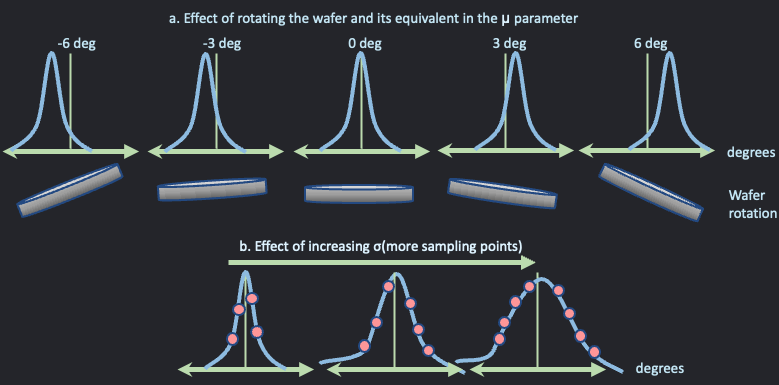 a. Effect of rotating the wafer and its equivalent in the μ parameter
-6 deg -3 deg 0 deg 3 deg 6 deg
degrees
Wafer
rotation
b. Effect of increasing σ(more sampling points)
degrees